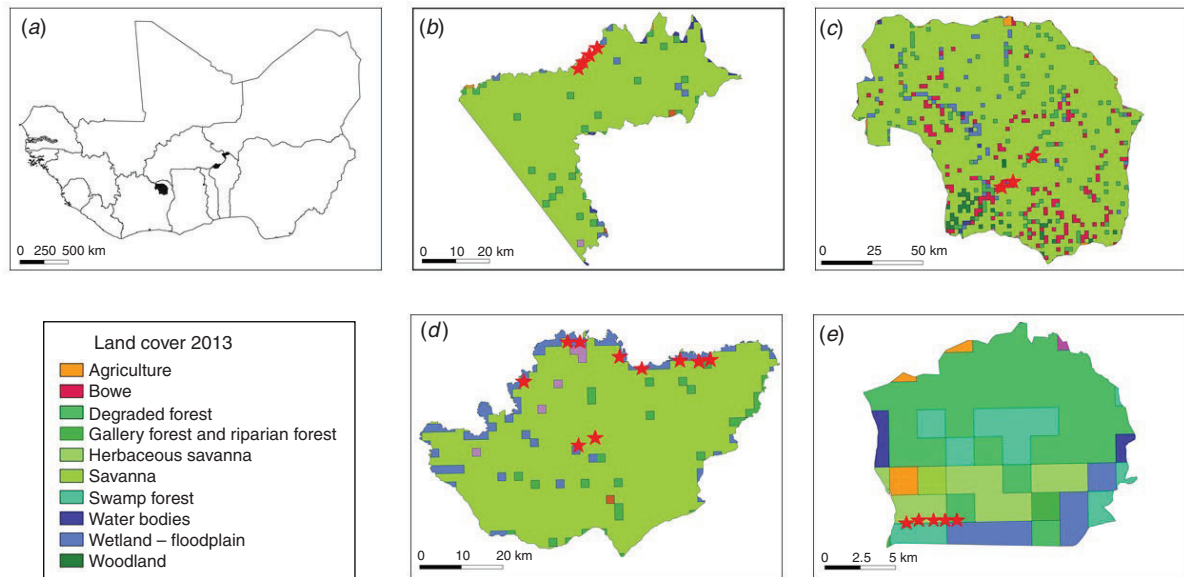 (a)
0 250 500 km
(b)
0 10 20 km
(c)
0 25 50 km
Land cover 2013
Agriculture
Bowe
Degraded forest
Gallery forest and riparian forest
Herbaceous savanna
Savanna
Swamp forest
Water bodies
Wetland – floodplain
Woodland
(d)
0 10 20 km
(e)
0 2.5 5 km